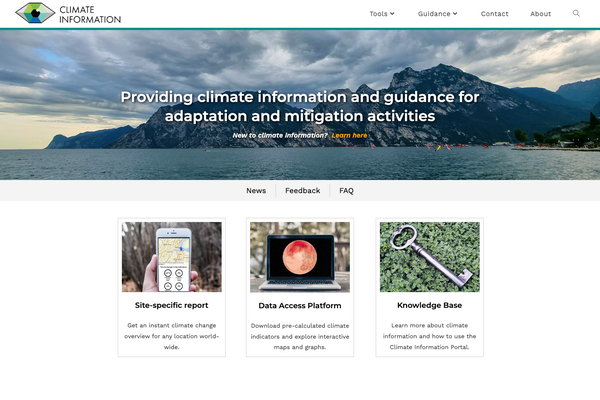 CLIMATE
INFORMATION
Tools Guidance Contact About
Providing climate information and guidance for
adaptation and mitigation activities
New to climate information? Learn here
News Feedback FAQ
Site-specific report
Get an instant climate change
overview for any location world-
wide.
Data Access Platform
Download pre-calculated climate
indicators and explore interactive
maps and graphs.
Knowledge Base
Learn more about climate
information and how to use the
Climate Information Portal.